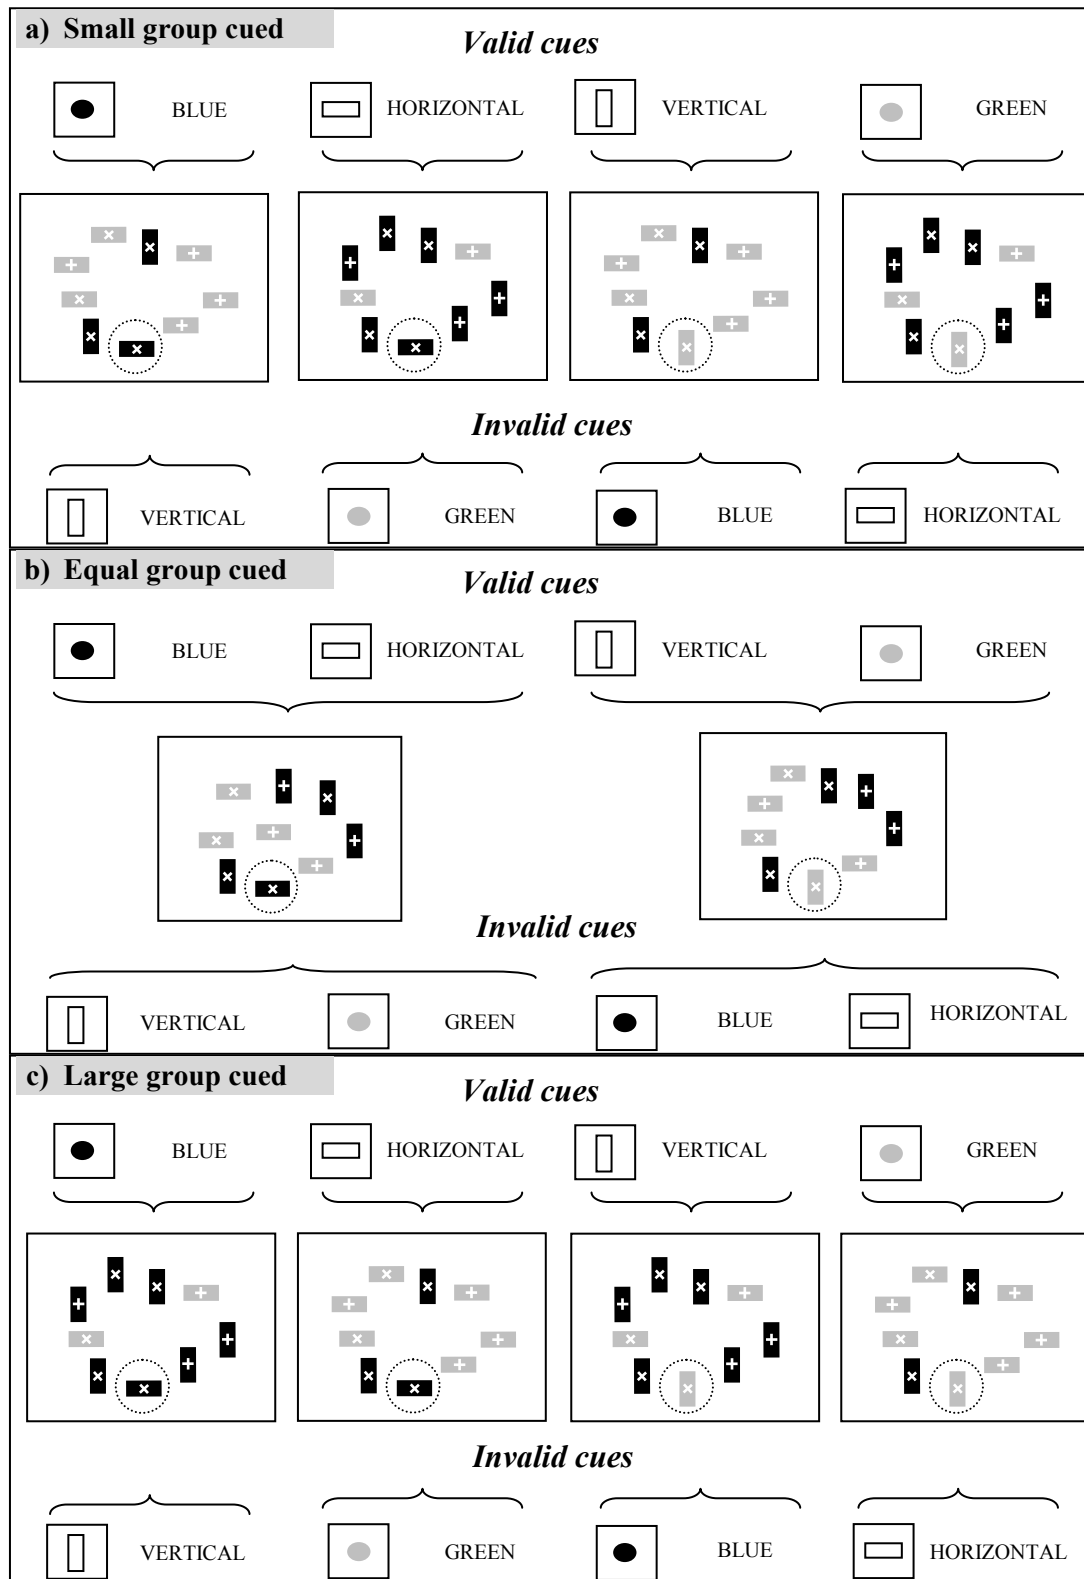 a) Small group cued
Valid cues
BLUE HORIZONTAL VERTICAL GREEN
Invalid cues
VERTICAL GREEN BLUE HORIZONTAL
b) Equal group cued
Valid cues
BLUE HORIZONTAL VERTICAL GREEN
Invalid cues
VERTICAL GREEN BLUE HORIZONTAL
c) Large group cued
Valid cues
BLUE HORIZONTAL VERTICAL GREEN
Invalid cues
VERTICAL GREEN BLUE HORIZONTAL